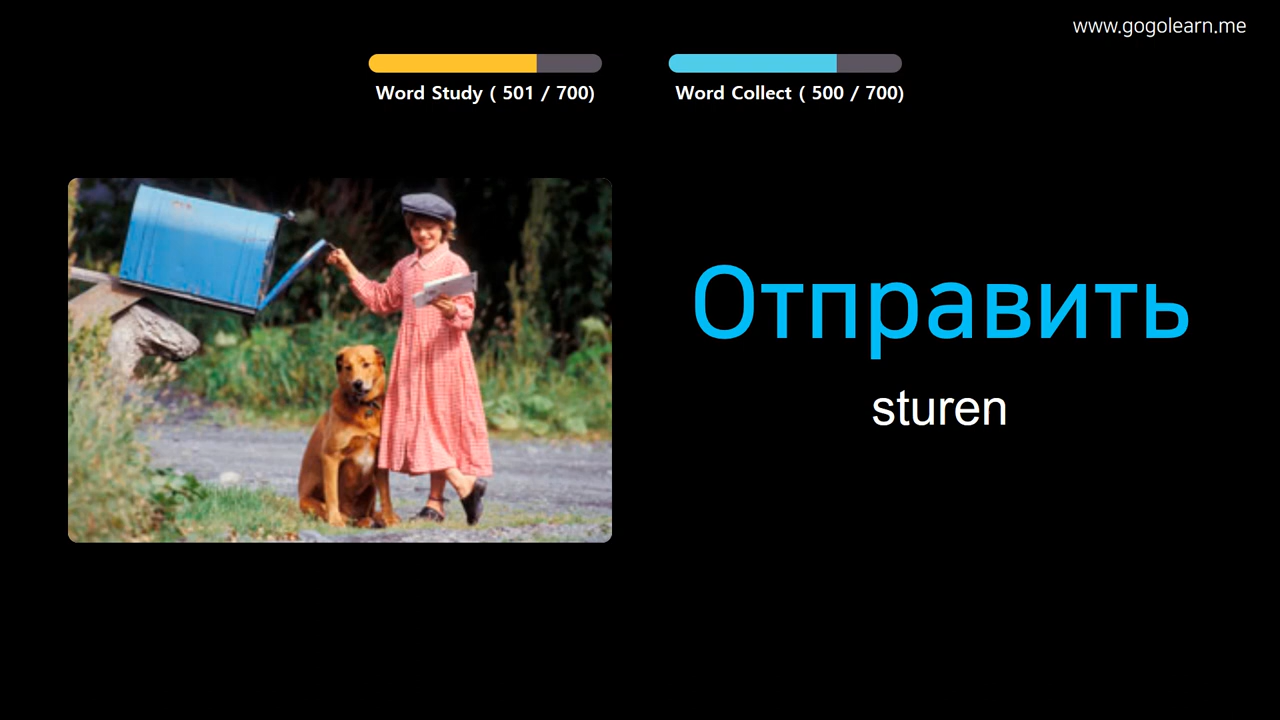 www.gogolearn.me
Word Study ( 501 / 700)
Word Collect ( 500 / 700)
Отправить
sturen